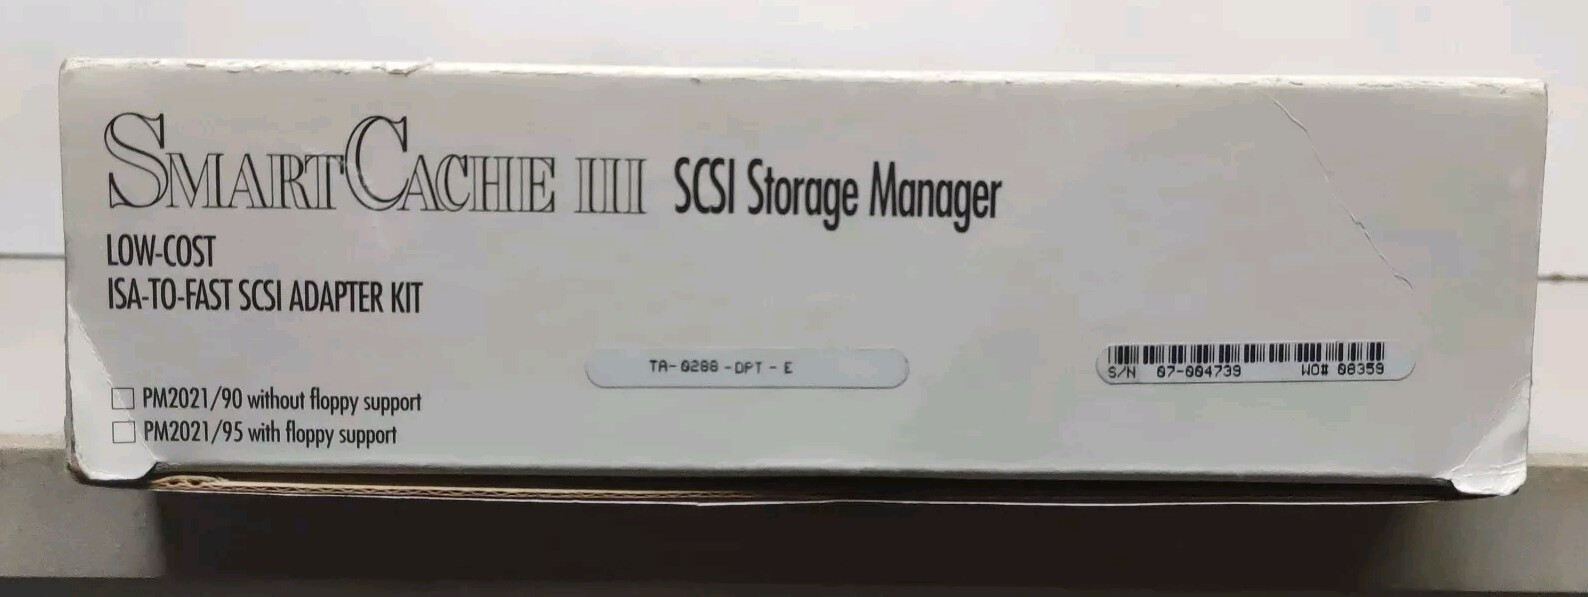 SMARTCACHE III SCSI Storage Manager
LOW-COST
ISA-TO-FAST SCSI ADAPTER KIT
TA-0288-DPT-E
S/N 07-004739 WO# 08359
PM2021/90 without floppy support
PM2021/95 with floppy support